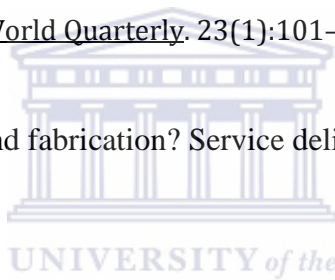 World Quarterly. 23(1):101–
nd fabrication? Service deli
UNIVERSITY of the